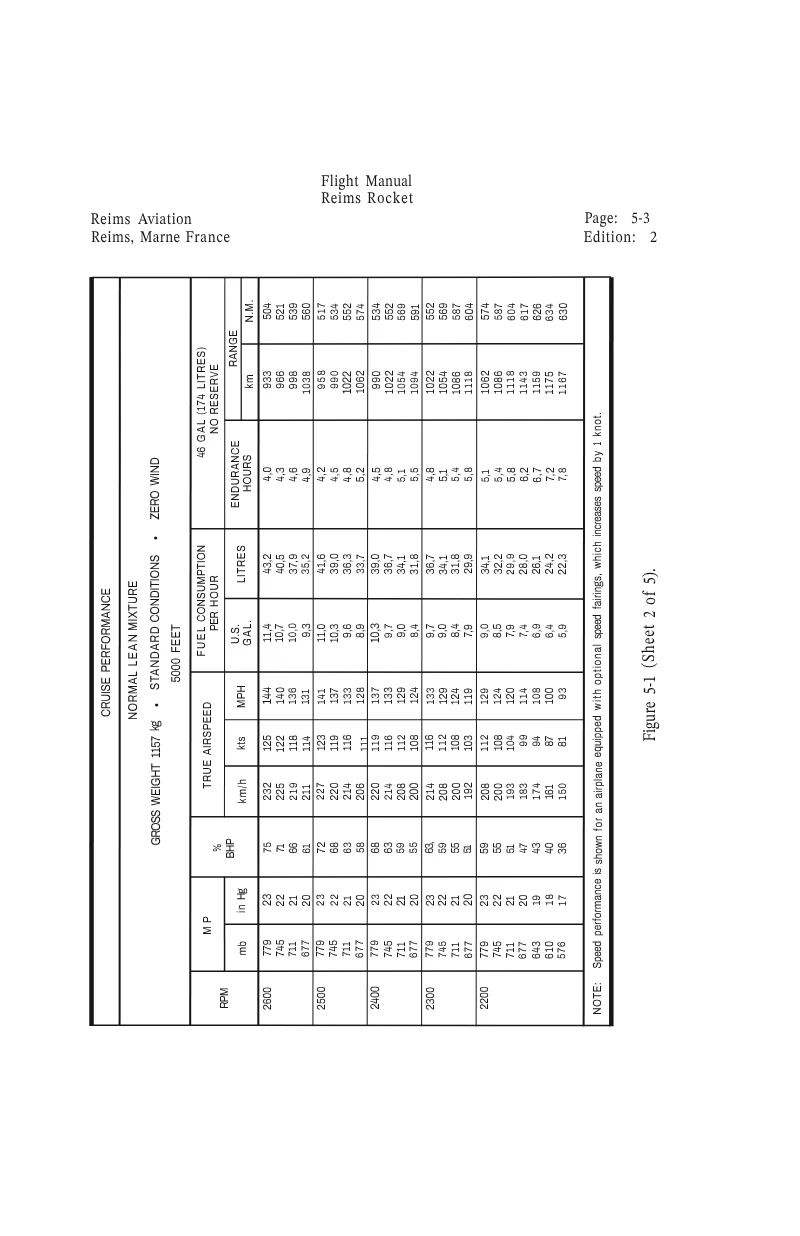 Flight Manual
Reims Rocket
Reims Aviation
Page: 5-3
Reims, Marne France
Edition: 2
CRUISE PERFORMANCE
NORMAL LEAN MIXTURE
GROSS WEIGHT 1157 kg • STANDARD CONDITIONS • ZERO WIND
5000 FEET
RPM M P % BHP TRUE AIRSPEED FUEL CONSUMPTION PER HOUR 46 GAL (174 LITRES) NO RESERVE
mb in Hg km/h kts MPH U.S. GAL. LITRES ENDURANCE HOURS RANGE km N.M.
2600 779 23 75 232 125 144 11,4 43,2 4,0 933 504
745 22 71 225 122 140 10,7 40,5 4,3 966 521
711 21 66 219 118 136 10,0 37,9 4,6 998 539
677 20 61 211 114 131 9,3 35,2 4,9 1038 560
2500 779 23 72 227 123 141 11,0 41,6 4,2 958 517
745 22 68 220 119 137 10,3 39,0 4,5 990 534
711 21 63 214 116 133 9,6 36,3 4,8 1022 552
677 20 58 206 111 128 8,9 33,7 5,2 1062 574
2400 779 23 68 220 119 137 10,3 39,0 4,5 990 534
745 22 63 214 116 133 9,7 36,7 4,8 1022 552
711 21 59 208 112 129 9,0 34,1 5,1 1054 569
677 20 55 200 108 124 8,4 31,8 5,5 1094 591
2300 779 23 63, 214 116 133 9,7 36,7 4,8 1022 552
745 22 59 208 112 129 9,0 34,1 5,1 1054 569
711 21 55 200 108 124 8,4 31,8 5,4 1086 587
677 20 51 192 103 119 7,9 29,9 5,8 1118 604
2200 779 23 59 208 112 129 9,0 34,1 5,1 1062 574
745 22 55 200 108 124 8,5 32,2 5,4 1086 587
711 21 51 193 104 120 7,9 29,9 5,8 1118 604
677 20 47 183 99 114 7,4 28,0 6,2 1143 617
643 19 43 174 94 108 6,9 26,1 6,7 1159 626
610 18 40 161 87 100 6,4 24,2 7,2 1175 634
576 17 36 150 81 93 5,9 22,3 7,8 1167 630
NOTE: Speed performance is shown for an airplane equipped with optional speed fairings, which increases speed by 1 knot.
Figure 5-1 (Sheet 2 of 5).